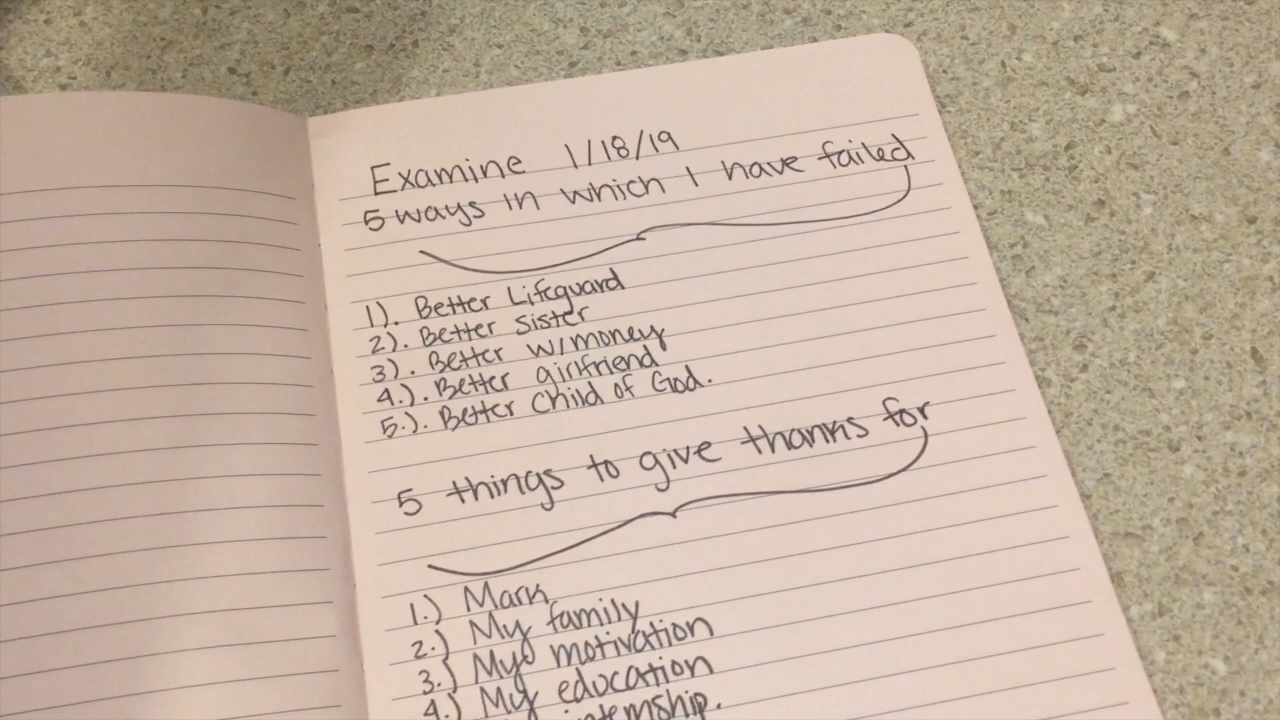 Examine 1/18/19
5 ways in which I have failed
1). Better Lifeguard
2). Better Sister
3). Better w/money
4.). Better girlfriend
5.). Better Child of God.
5 things to give thanks for
1.) Mark
2.) My family
3.) My motivation
4.) My education
internship.